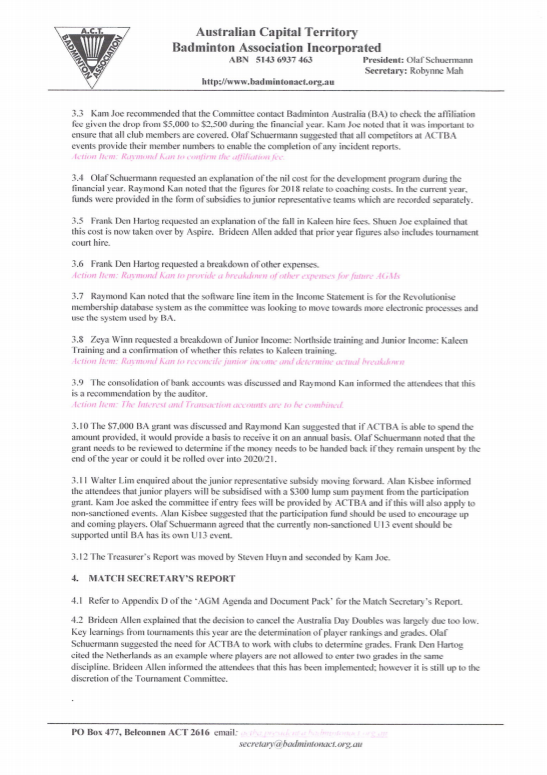 A.C.T.
BADMINTON
ASSOCIATION
Australian Capital Territory
Badminton Association Incorporated
ABN 5143 6937 463
President: Olaf Schuermann
Secretary: Robynne Mah
http://www.badmintonact.org.au
3.3 Kam Joe recommended that the Committee contact Badminton Australia (BA) to check the affiliation
fee given the drop from $5,000 to $2,500 during the financial year. Kam Joe noted that it was important to
ensure that all club members are covered. Olaf Schuermann suggested that all competitors at ACTBA
events provide their member numbers to enable the completion of any incident reports.
Action Item: Raymond Kan to confirm the affiliation fee.
3.4 Olaf Schuermann requested an explanation of the nil cost for the development program during the
financial year. Raymond Kan noted that the figures for 2018 relate to coaching costs. In the current year,
funds were provided in the form of subsidies to junior representative teams which are recorded separately.
3.5 Frank Den Hartog requested an explanation of the fall in Kaleen hire fees. Shuen Joe explained that
this cost is now taken over by Aspire. Brideen Allen added that prior year figures also includes tournament
court hire.
3.6 Frank Den Hartog requested a breakdown of other expenses.
Action Item: Raymond Kan to provide a breakdown of other expenses for future AGMs
3.7 Raymond Kan noted that the software line item in the Income Statement is for the Revolutionise
membership database system as the committee was looking to move towards more electronic processes and
use the system used by BA.
3.8 Zeya Winn requested a breakdown of Junior Income: Northside training and Junior Income: Kaleen
Training and a confirmation of whether this relates to Kaleen training.
Action Item: Raymond Kan to reconcile junior income and determine actual breakdown
3.9 The consolidation of bank accounts was discussed and Raymond Kan informed the attendees that this
is a recommendation by the auditor.
Action Item: The Interest and Transaction accounts are to be combined.
3.10 The $7,000 BA grant was discussed and Raymond Kan suggested that if ACTBA is able to spend the
amount provided, it would provide a basis to receive it on an annual basis. Olaf Schuermann noted that the
grant needs to be reviewed to determine if the money needs to be handed back if they remain unspent by the
end of the year or could it be rolled over into 2020/21.
3.11 Walter Lim enquired about the junior representative subsidy moving forward. Alan Kisbee informed
the attendees that junior players will be subsidised with a $300 lump sum payment from the participation
grant. Kam Joe asked the committee if entry fees will be provided by ACTBA and if this will also apply to
non-sanctioned events. Alan Kisbee suggested that the participation fund should be used to encourage up
and coming players. Olaf Schuermann agreed that the currently non-sanctioned U13 event should be
supported until BA has its own U13 event.
3.12 The Treasurer's Report was moved by Steven Huyn and seconded by Kam Joe.
4. MATCH SECRETARY'S REPORT
4.1 Refer to Appendix D of the 'AGM Agenda and Document Pack' for the Match Secretary's Report.
4.2 Brideen Allen explained that the decision to cancel the Australia Day Doubles was largely due too low.
Key learnings from tournaments this year are the determination of player rankings and grades. Olaf
Schuermann suggested the need for ACTBA to work with clubs to determine grades. Frank Den Hartog
cited the Netherlands as an example where players are not allowed to enter two grades in the same
discipline. Brideen Allen informed the attendees that this has been implemented; however it is still up to the
discretion of the Tournament Committee.
.
PO Box 477, Belconnen ACT 2616 email:
secretary@badmintonact.org.au